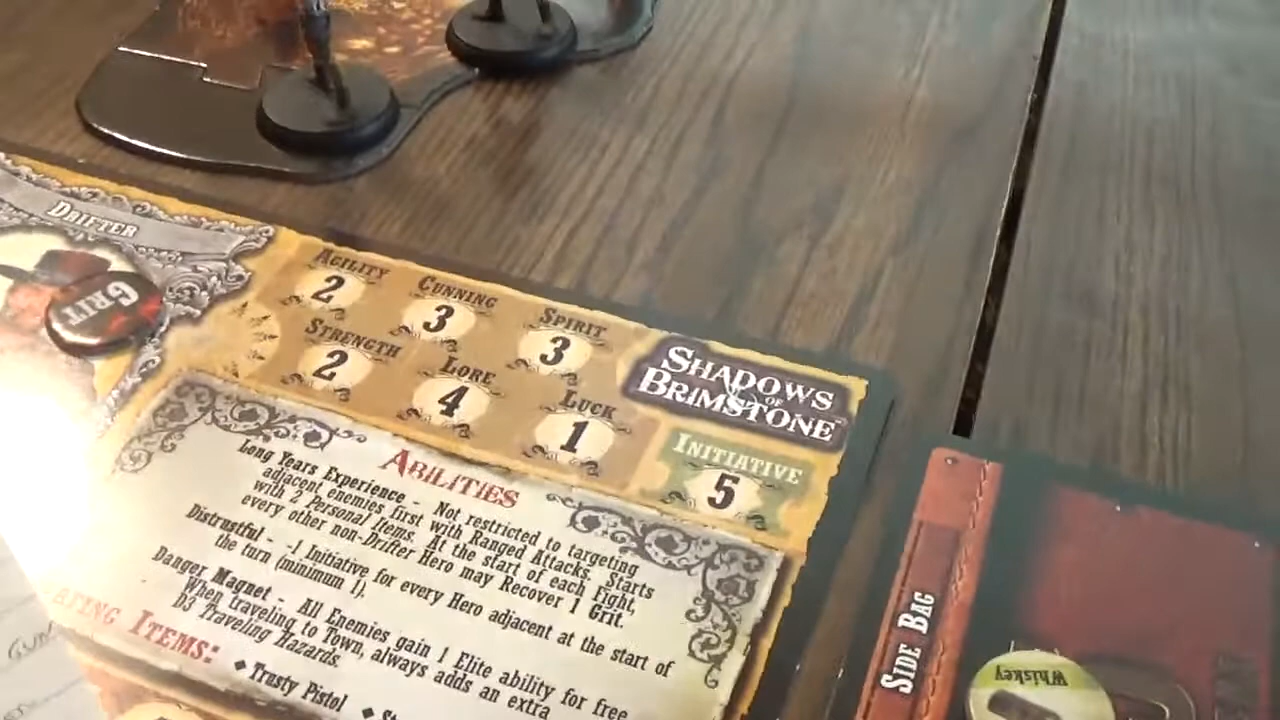 DRIFTER
GRIT
AGILITY
2
CUNNING
3
SPIRIT
3
STRENGTH
2
LORE
4
LUCK
1
SHADOWS
OF
BRIMSTONE
INITIATIVE
5
ABILITIES
Long Years Experience - Not restricted to targeting
adjacent enemies first with Ranged Attacks. Starts
with 2 Personal Items. At the start of each Fight,
every other non-Drifter Hero may Recover 1 Grit.
Distrustful - -1 Initiative for every Hero adjacent at the start of
the turn (minimum 1).
Danger Magnet - All Enemies gain 1 Elite ability for free
When traveling to Town, always adds an extra
D3 Traveling Hazards.
ITEMS:
Trusty Pistol
SIDE BAG
Whiskey